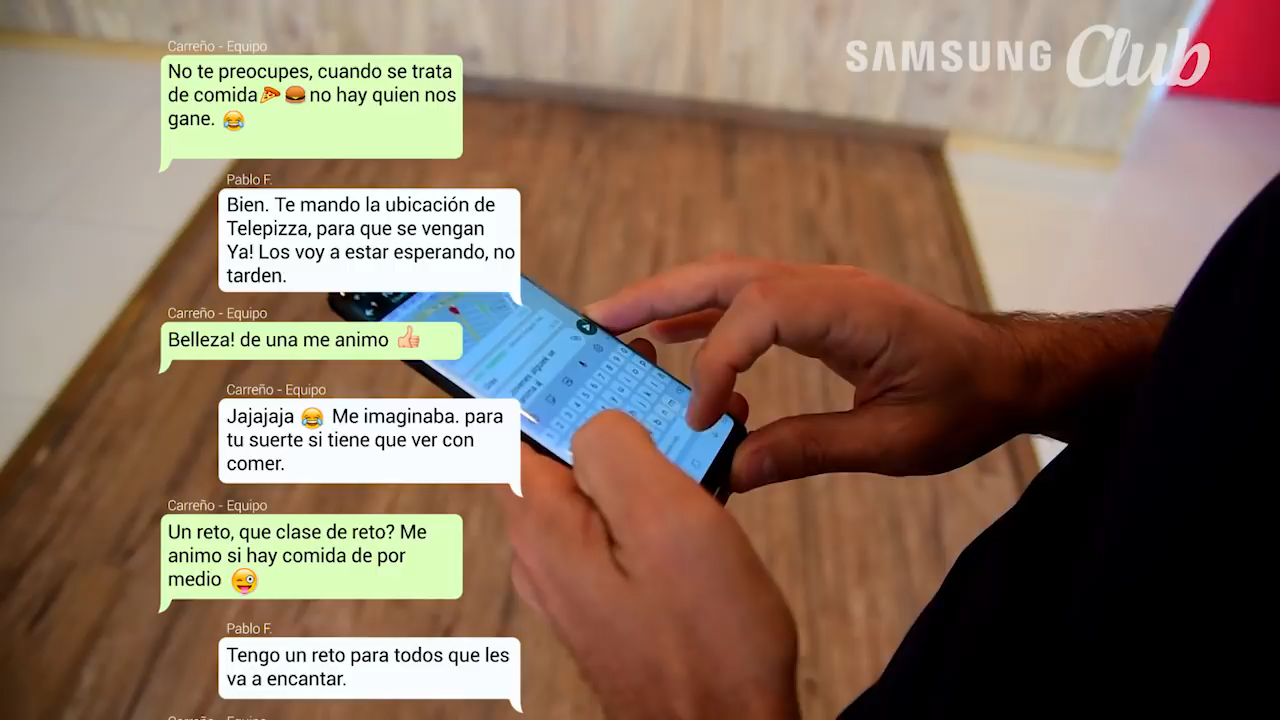 Carreño - Equipo
No te preocupes, cuando se trata
de comida🍕🍔no hay quien nos
gane. 😂
SAMSUNG Club
Pablo F.
Bien. Te mando la ubicación de
Telepizza, para que se vengan
Ya! Los voy a estar esperando, no
tarden.
Carreño - Equipo
Belleza! de una me animo 👍
Carreño - Equipo
Jajajaja 😂 Me imaginaba. para
tu suerte si tiene que ver con
comer.
Carreño - Equipo
Un reto, que clase de reto? Me
animo si hay comida de por
medio 😜
Pablo F.
Tengo un reto para todos que les
va a encantar.
Carreño - Equipo